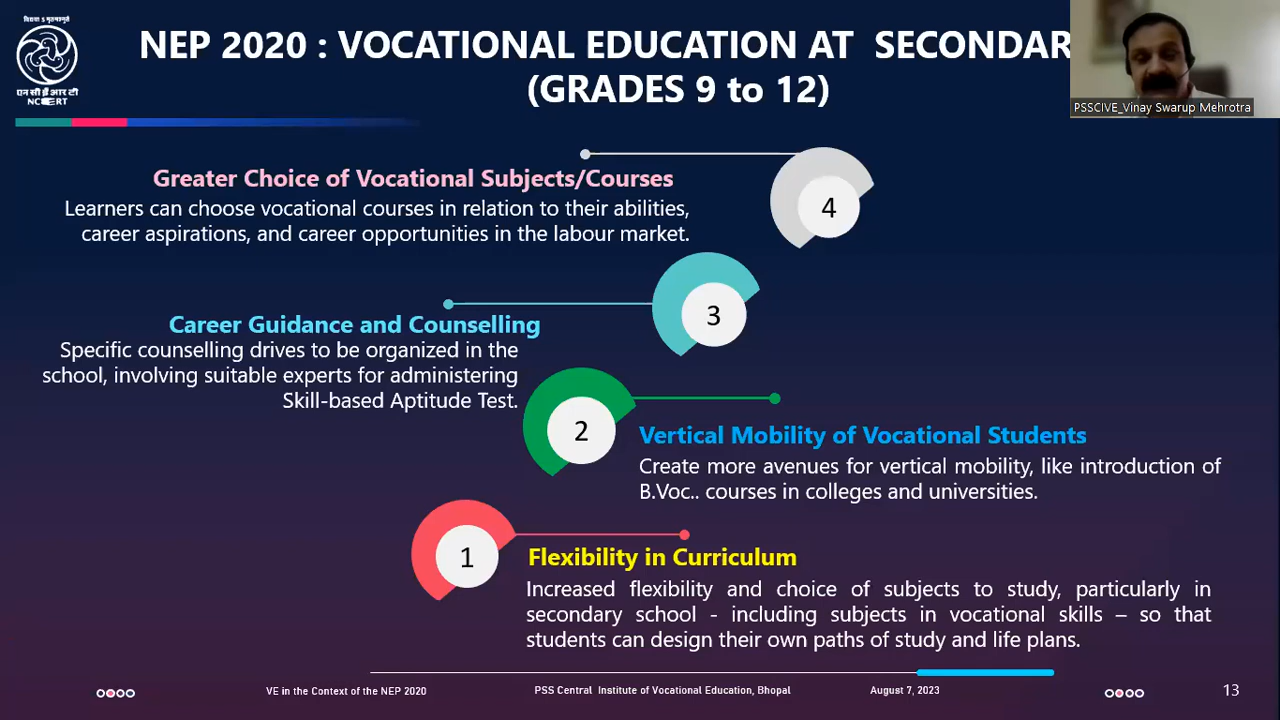 विद्यया ऽ मृतमश्नुते
एन सी ई आर टी
NCERT
NEP 2020 : VOCATIONAL EDUCATION AT SECONDAR
(GRADES 9 to 12)
PSSCIVE_Vinay Swarup Mehrotra
4
Greater Choice of Vocational Subjects/Courses
Learners can choose vocational courses in relation to their abilities,
career aspirations, and career opportunities in the labour market.
3
Career Guidance and Counselling
Specific counselling drives to be organized in the
school, involving suitable experts for administering
Skill-based Aptitude Test.
2
Vertical Mobility of Vocational Students
Create more avenues for vertical mobility, like introduction of
B.Voc.. courses in colleges and universities.
1
Flexibility in Curriculum
Increased flexibility and choice of subjects to study, particularly in
secondary school - including subjects in vocational skills – so that
students can design their own paths of study and life plans.
VE in the Context of the NEP 2020
PSS Central Institute of Vocational Education, Bhopal
August 7, 2023
13